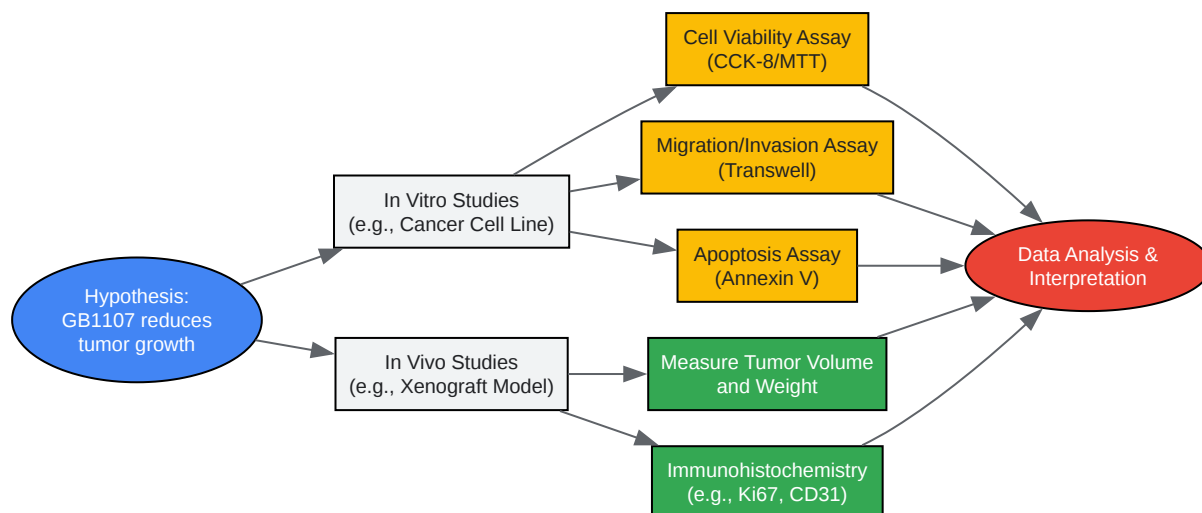 Hypothesis:
GB1107 reduces
tumor growth
In Vitro Studies
(e.g., Cancer Cell Line)
In Vivo Studies
(e.g., Xenograft Model)
Cell Viability Assay
(CCK-8/MTT)
Migration/Invasion Assay
(Transwell)
Apoptosis Assay
(Annexin V)
Measure Tumor Volume
and Weight
Immunohistochemistry
(e.g., Ki67, CD31)
Data Analysis &
Interpretation